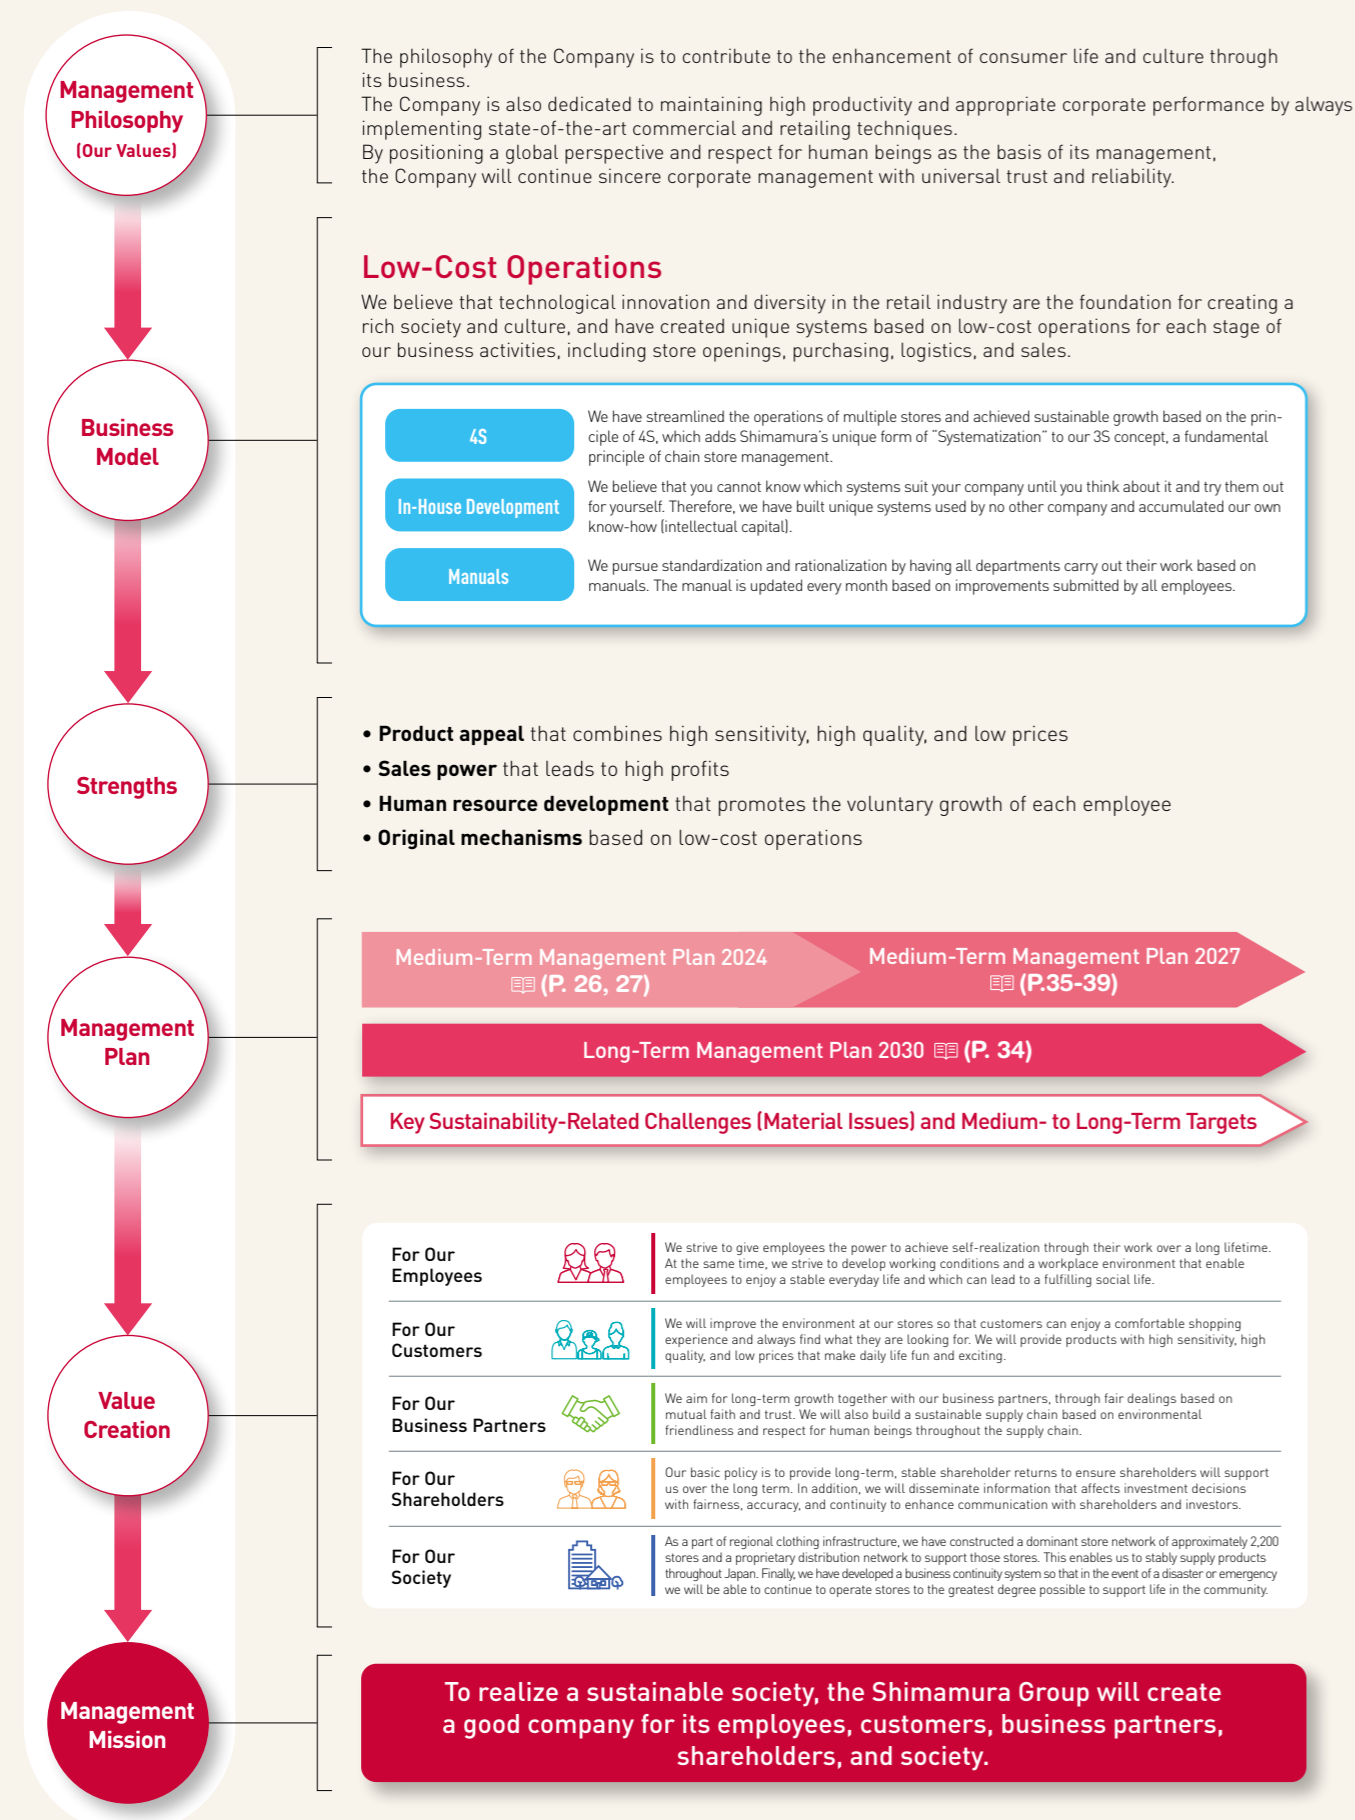 Management
Philosophy
(Our Values)
The philosophy of the Company is to contribute to the enhancement of consumer life and culture through
its business.
The Company is also dedicated to maintaining high productivity and appropriate corporate performance by always
implementing state-of-the-art commercial and retailing techniques.
By positioning a global perspective and respect for human beings as the basis of its management,
the Company will continue sincere corporate management with universal trust and reliability.
Business
Model
Low-Cost Operations
We believe that technological innovation and diversity in the retail industry are the foundation for creating a
rich society and culture, and have created unique systems based on low-cost operations for each stage of
our business activities, including store openings, purchasing, logistics, and sales.
4S
We have streamlined the operations of multiple stores and achieved sustainable growth based on the prin-
ciple of 4S, which adds Shimamura's unique form of "Systematization" to our 3S concept, a fundamental
principle of chain store management.
In-House Development
We believe that you cannot know which systems suit your company until you think about it and try them out
for yourself. Therefore, we have built unique systems used by no other company and accumulated our own
know-how (intellectual capital).
Manuals
We pursue standardization and rationalization by having all departments carry out their work based on
manuals. The manual is updated every month based on improvements submitted by all employees.
Strengths
• Product appeal that combines high sensitivity, high quality, and low prices
• Sales power that leads to high profits
• Human resource development that promotes the voluntary growth of each employee
• Original mechanisms based on low-cost operations
Management
Plan
Medium-Term Management Plan 2024
(P. 26, 27)
Medium-Term Management Plan 2027
(P.35-39)
Long-Term Management Plan 2030 (P. 34)
Key Sustainability-Related Challenges (Material Issues) and Medium- to Long-Term Targets
Value
Creation
For Our
Employees
We strive to give employees the power to achieve self-realization through their work over a long lifetime.
At the same time, we strive to develop working conditions and a workplace environment that enable
employees to enjoy a stable everyday life and which can lead to a fulfilling social life.
For Our
Customers
We will improve the environment at our stores so that customers can enjoy a comfortable shopping
experience and always find what they are looking for. We will provide products with high sensitivity, high
quality, and low prices that make daily life fun and exciting.
For Our
Business Partners
We aim for long-term growth together with our business partners, through fair dealings based on
mutual faith and trust. We will also build a sustainable supply chain based on environmental
friendliness and respect for human beings throughout the supply chain.
For Our
Shareholders
Our basic policy is to provide long-term, stable shareholder returns to ensure shareholders will support
us over the long term. In addition, we will disseminate information that affects investment decisions
with fairness, accuracy, and continuity to enhance communication with shareholders and investors.
For Our
Society
As a part of regional clothing infrastructure, we have constructed a dominant store network of approximately 2,200
stores and a proprietary distribution network to support those stores. This enables us to stably supply products
throughout Japan. Finally, we have developed a business continuity system so that in the event of a disaster or emergency
we will be able to continue to operate stores to the greatest degree possible to support life in the community.
Management
Mission
To realize a sustainable society, the Shimamura Group will create
a good company for its employees, customers, business partners,
shareholders, and society.